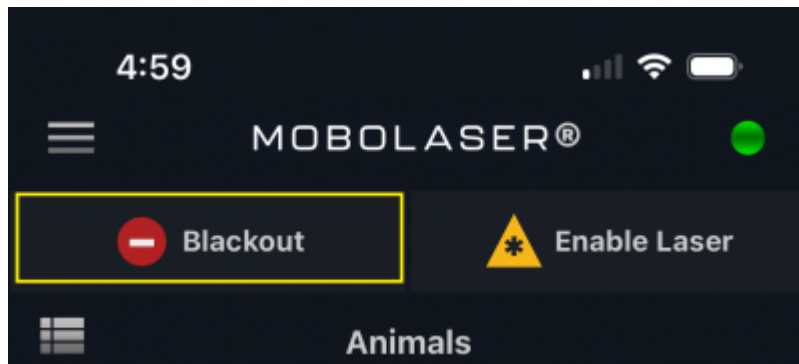 4:59
MOBOLASER®
Blackout
Enable Laser
Animals